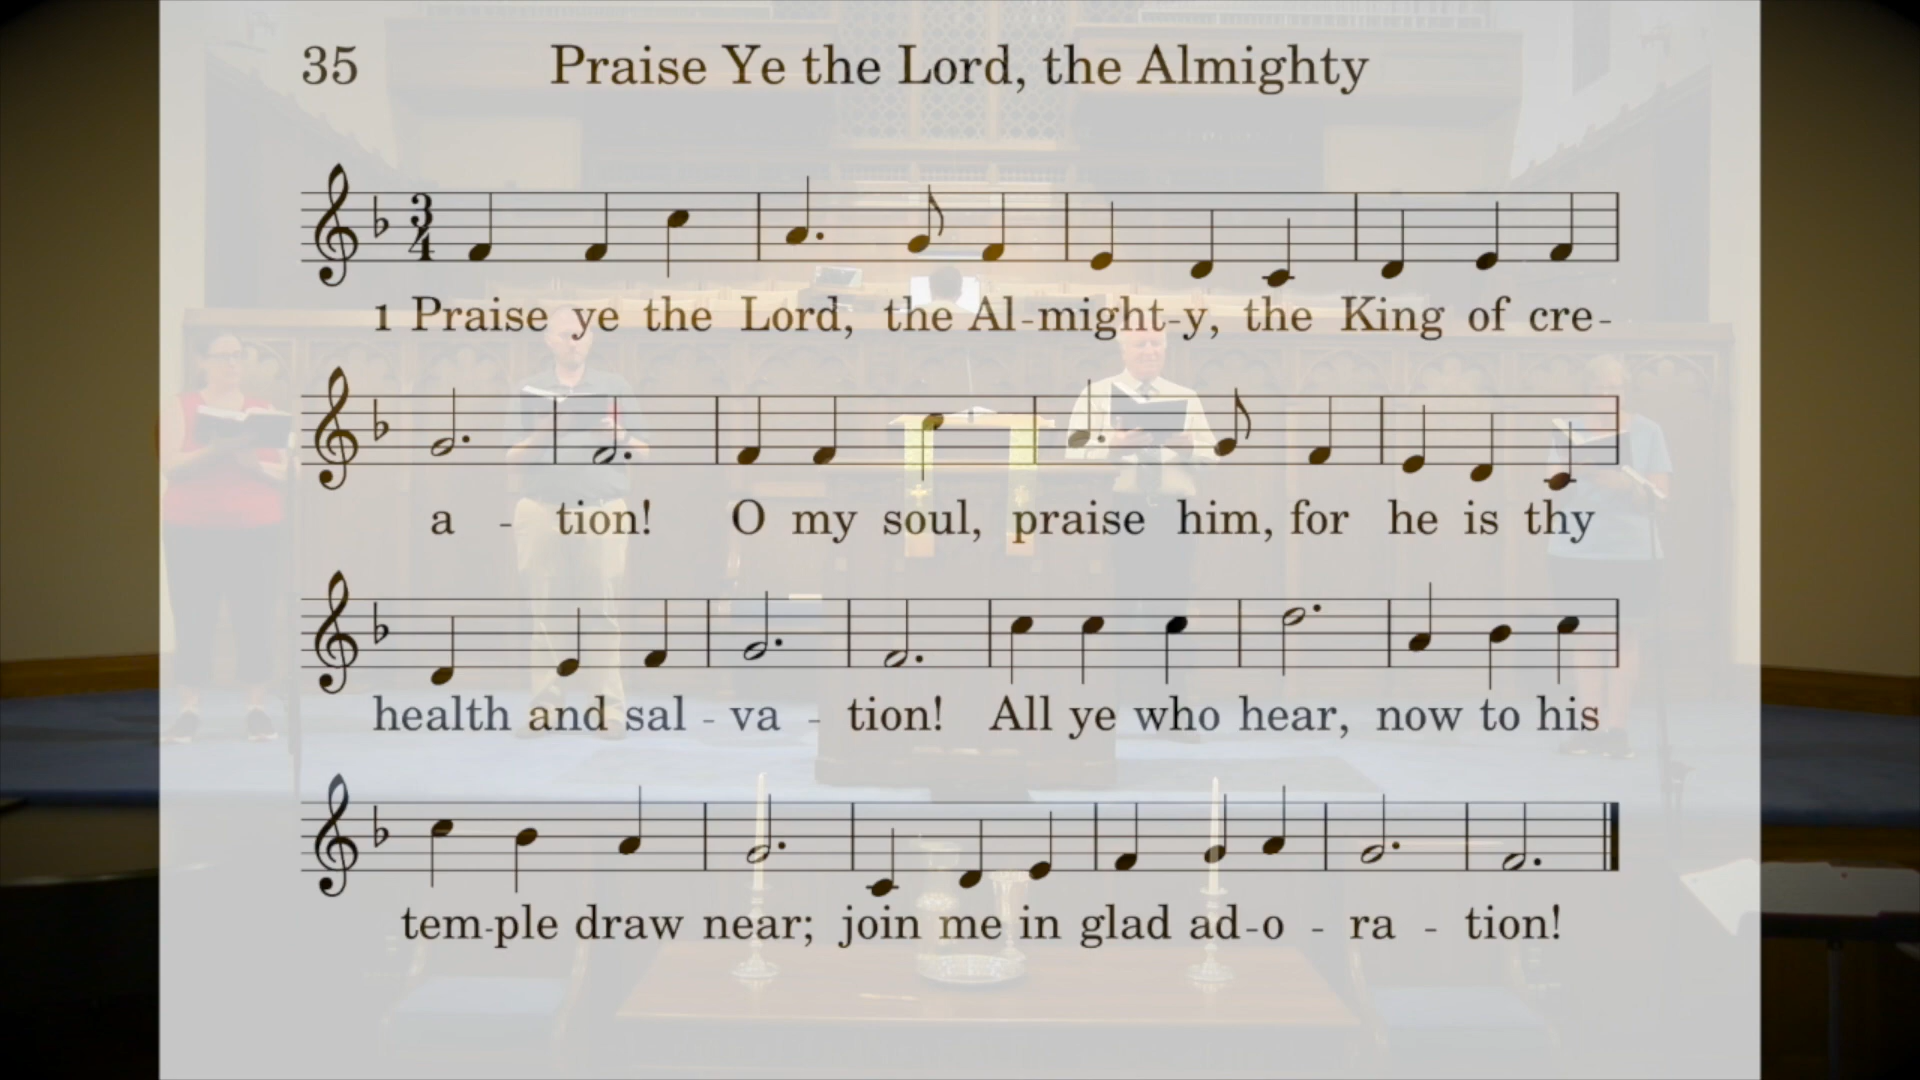 35 Praise Ye the Lord, the Almighty
3
4
1 Praise ye the Lord, the Al-might-y, the King of cre-
a - tion! O my soul, praise him, for he is thy
health and sal - va - tion! All ye who hear, now to his
tem-ple draw near; join me in glad ad-o - ra - tion!